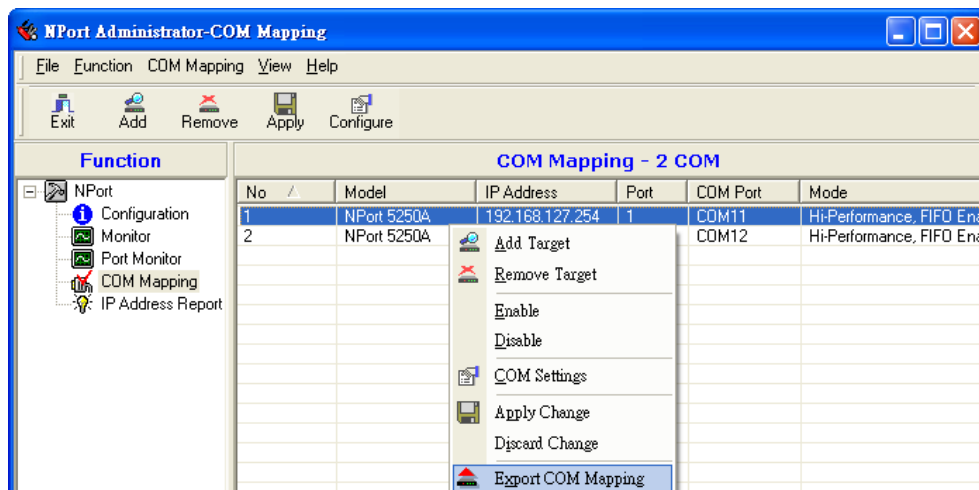 NPort Administrator-COM Mapping
File Function COM Mapping View Help
Exit Add Remove Apply Configure
Function
COM Mapping - 2 COM
NPort
Configuration
Monitor
Port Monitor
COM Mapping
IP Address Report
No Model IP Address Port COM Port Mode
1 NPort 5250A 192.168.127.254 1 COM11 Hi-Performance, FIFO Ena
2 NPort 5250A COM12 Hi-Performance, FIFO Ena
Add Target
Remove Target
Enable
Disable
COM Settings
Apply Change
Discard Change
Export COM Mapping